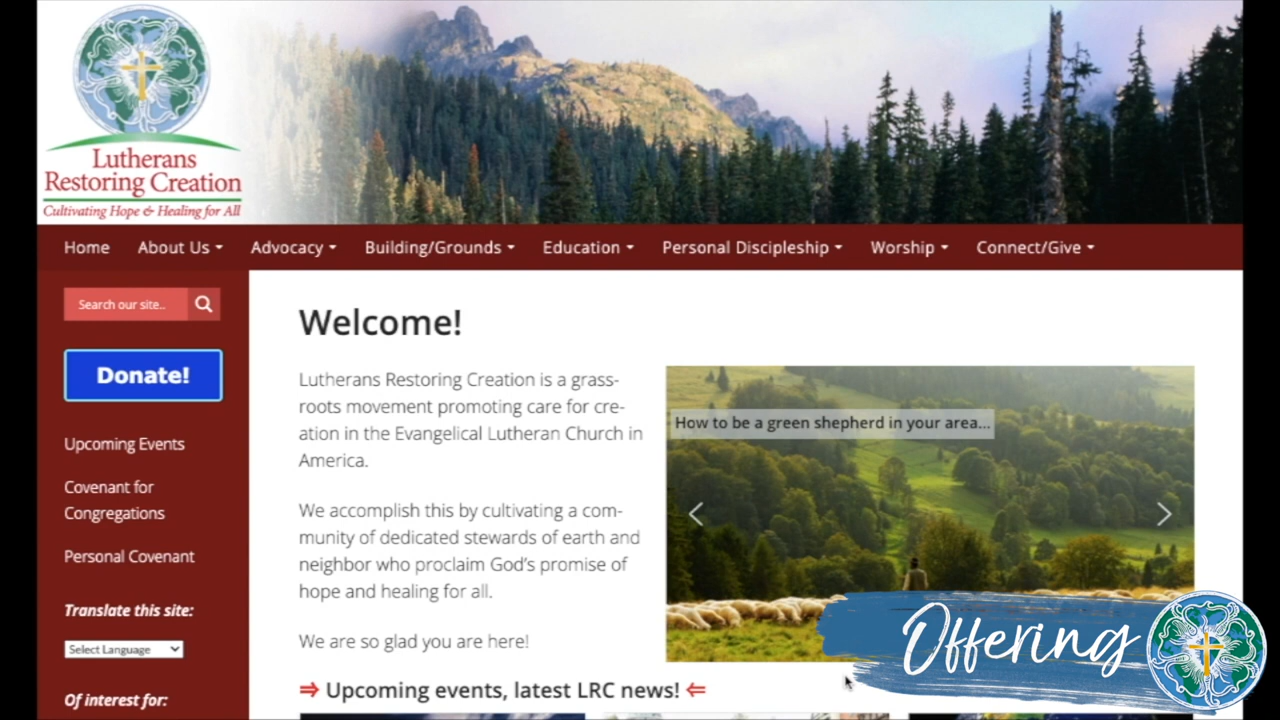 Lutherans
Restoring Creation
Cultivating Hope & Healing for All
Home About Us Advocacy Building/Grounds Education Personal Discipleship Worship Connect/Give
Search our site..
Donate!
Upcoming Events
Covenant for
Congregations
Personal Covenant
Translate this site:
Select Language
Of interest for:
Welcome!
Lutherans Restoring Creation is a grass-
roots movement promoting care for cre-
ation in the Evangelical Lutheran Church in
America.
We accomplish this by cultivating a com-
munity of dedicated stewards of earth and
neighbor who proclaim God's promise of
hope and healing for all.
We are so glad you are here!
How to be a green shepherd in your area...
⇒ Upcoming events, latest LRC news! ⇐
Offering